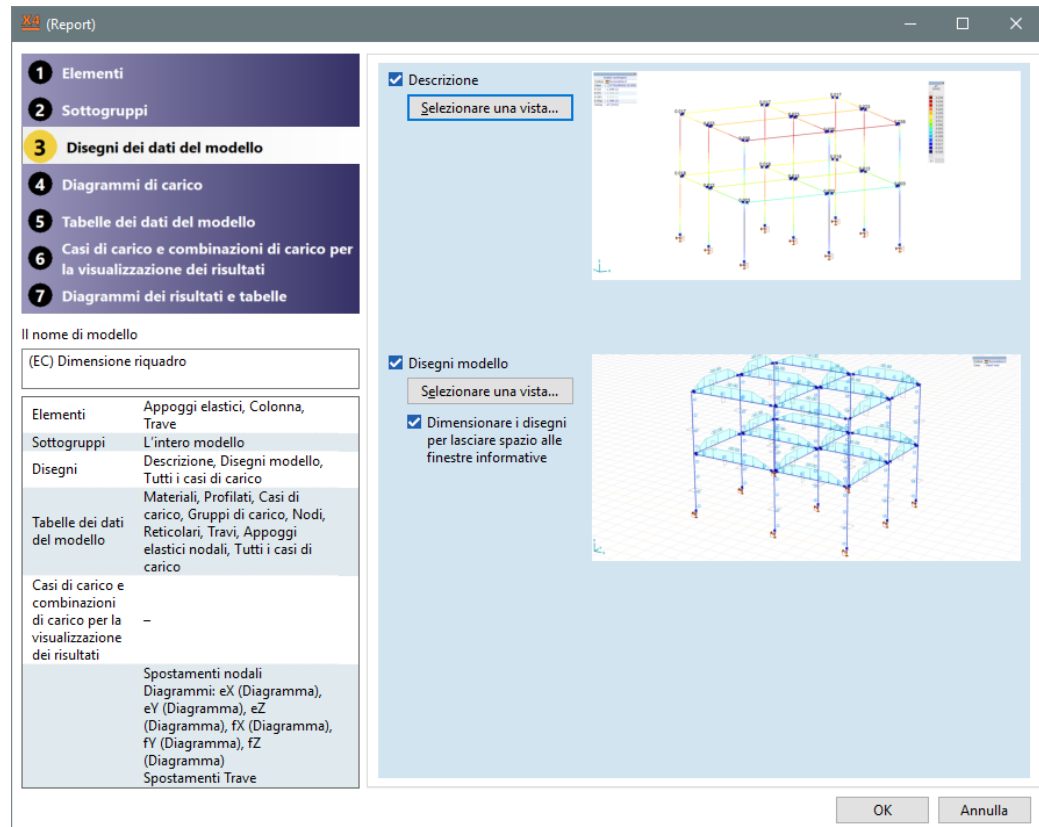 X4 (Report)
1 Elementi
2 Sottogruppi
3 Disegni dei dati del modello
4 Diagrammi di carico
5 Tabelle dei dati del modello
6 Casi di carico e combinazioni di carico per
la visualizzazione dei risultati
7 Diagrammi dei risultati e tabelle
Il nome di modello
(EC) Dimensione riquadro
Elementi
Appoggi elastici, Colonna,
Trave
Sottogruppi
L'intero modello
Disegni
Descrizione, Disegni modello,
Tutti i casi di carico
Tabelle dei dati
del modello
Materiali, Profilati, Casi di
carico, Gruppi di carico, Nodi,
Reticolari, Travi, Appoggi
elastici nodali, Tutti i casi di
carico
Casi di carico e
combinazioni
di carico per la
visualizzazione
dei risultati
–
Spostamenti nodali
Diagrammi: eX (Diagramma),
eY (Diagramma), eZ
(Diagramma), fX (Diagramma),
fY (Diagramma), fZ
(Diagramma)
Spostamenti Trave
Descrizione
Selezionare una vista...
Disegni modello
Selezionare una vista...
Dimensionare i disegni
per lasciare spazio alle
finestre informative
OK
Annulla